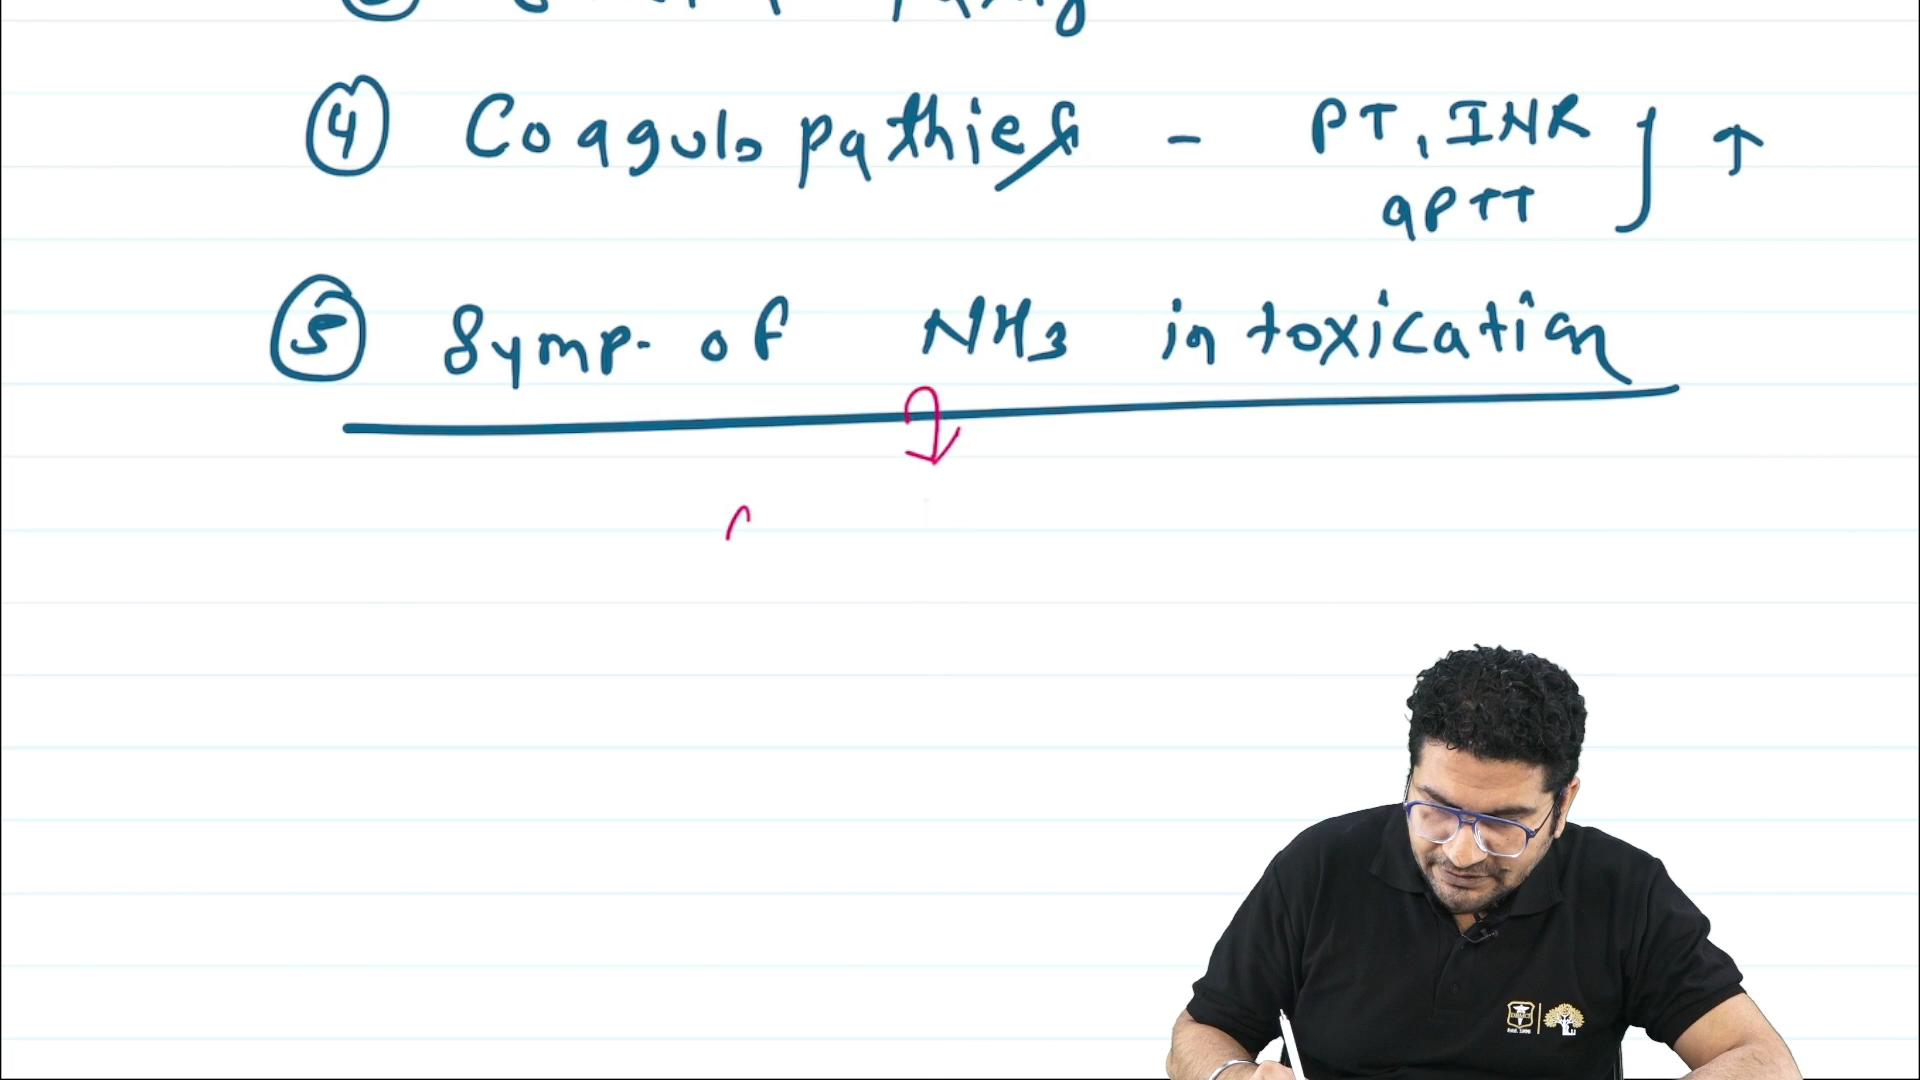 ④ Coagulopathies - PT, INR ] ↑
aPTT
⑤ Symp. of NH3 intoxication